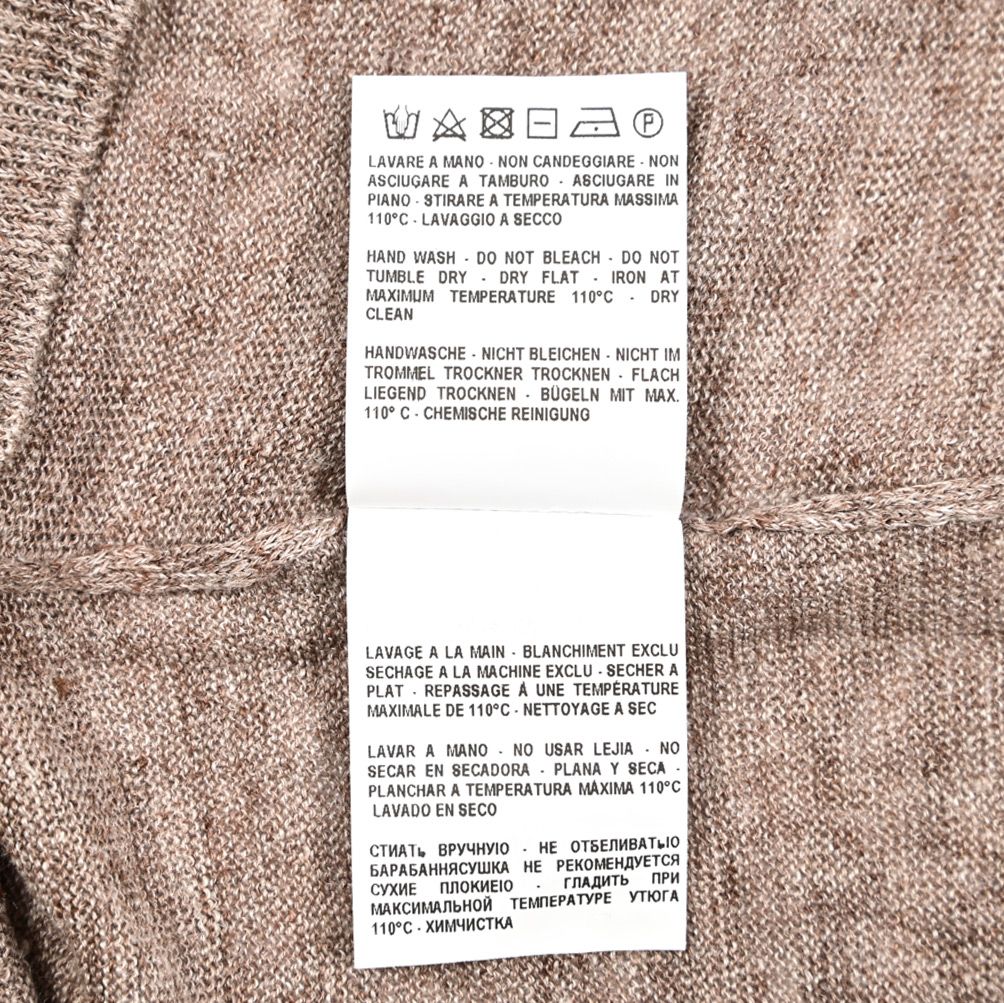 P
LAVARE A MANO - NON CANDEGGIARE - NON
ASCIUGARE A TAMBURO - ASCIUGARE IN
PIANO - STIRARE A TEMPERATURA MASSIMA
110°C - LAVAGGIO A SECCO
HAND WASH - DO NOT BLEACH - DO NOT
TUMBLE DRY - DRY FLAT - IRON AT
MAXIMUM TEMPERATURE 110°C - DRY
CLEAN
HANDWASCHE - NICHT BLEICHEN - NICHT IM
TROMMEL TROCKNER TROCKNEN - FLACH
LIEGEND TROCKNEN - BÜGELN MIT MAX.
110° C - CHEMISCHE REINIGUNG
LAVAGE A LA MAIN - BLANCHIMENT EXCLU
SECHAGE A LA MACHINE EXCLU - SECHER A
PLAT - REPASSAGE Á UNE TEMPÉRATURE
MAXIMALE DE 110°C - NETTOYAGE A SEC
LAVAR A MANO - NO USAR LEJIA - NO
SECAR EN SECADORA - PLANA Y SECA -
PLANCHAR A TEMPERATURA MÁXIMA 110°C
LAVADO EN SECO
СТИАТЬ ВРУЧНУЮ - НЕ ОТБЕЛИВАТЬЮ
БАРАБАННЯСУШКА НЕ РЕКОМЕНДУЕТСЯ
СУХИЕ ПЛОКИЕЮ - ГЛАДИТЬ ПРИ
МАКСИМАЛЬНОЙ ТЕМПЕРАТУРЕ УТЮГА
110°C - ХИМЧИСТКА